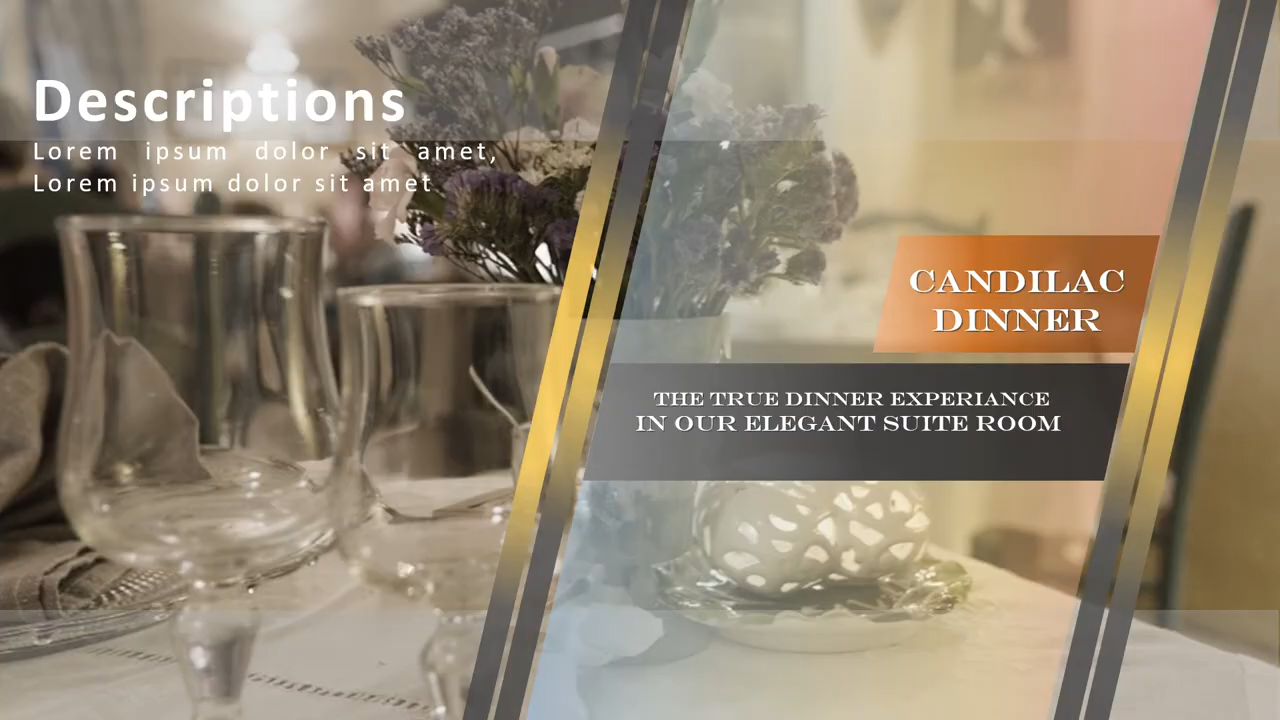 Descriptions
Lorem ipsum dolor sit amet,
Lorem ipsum dolor sit amet
CANDILAC
DINNER
THE TRUE DINNER EXPERIANCE
IN OUR ELEGANT SUITE ROOM